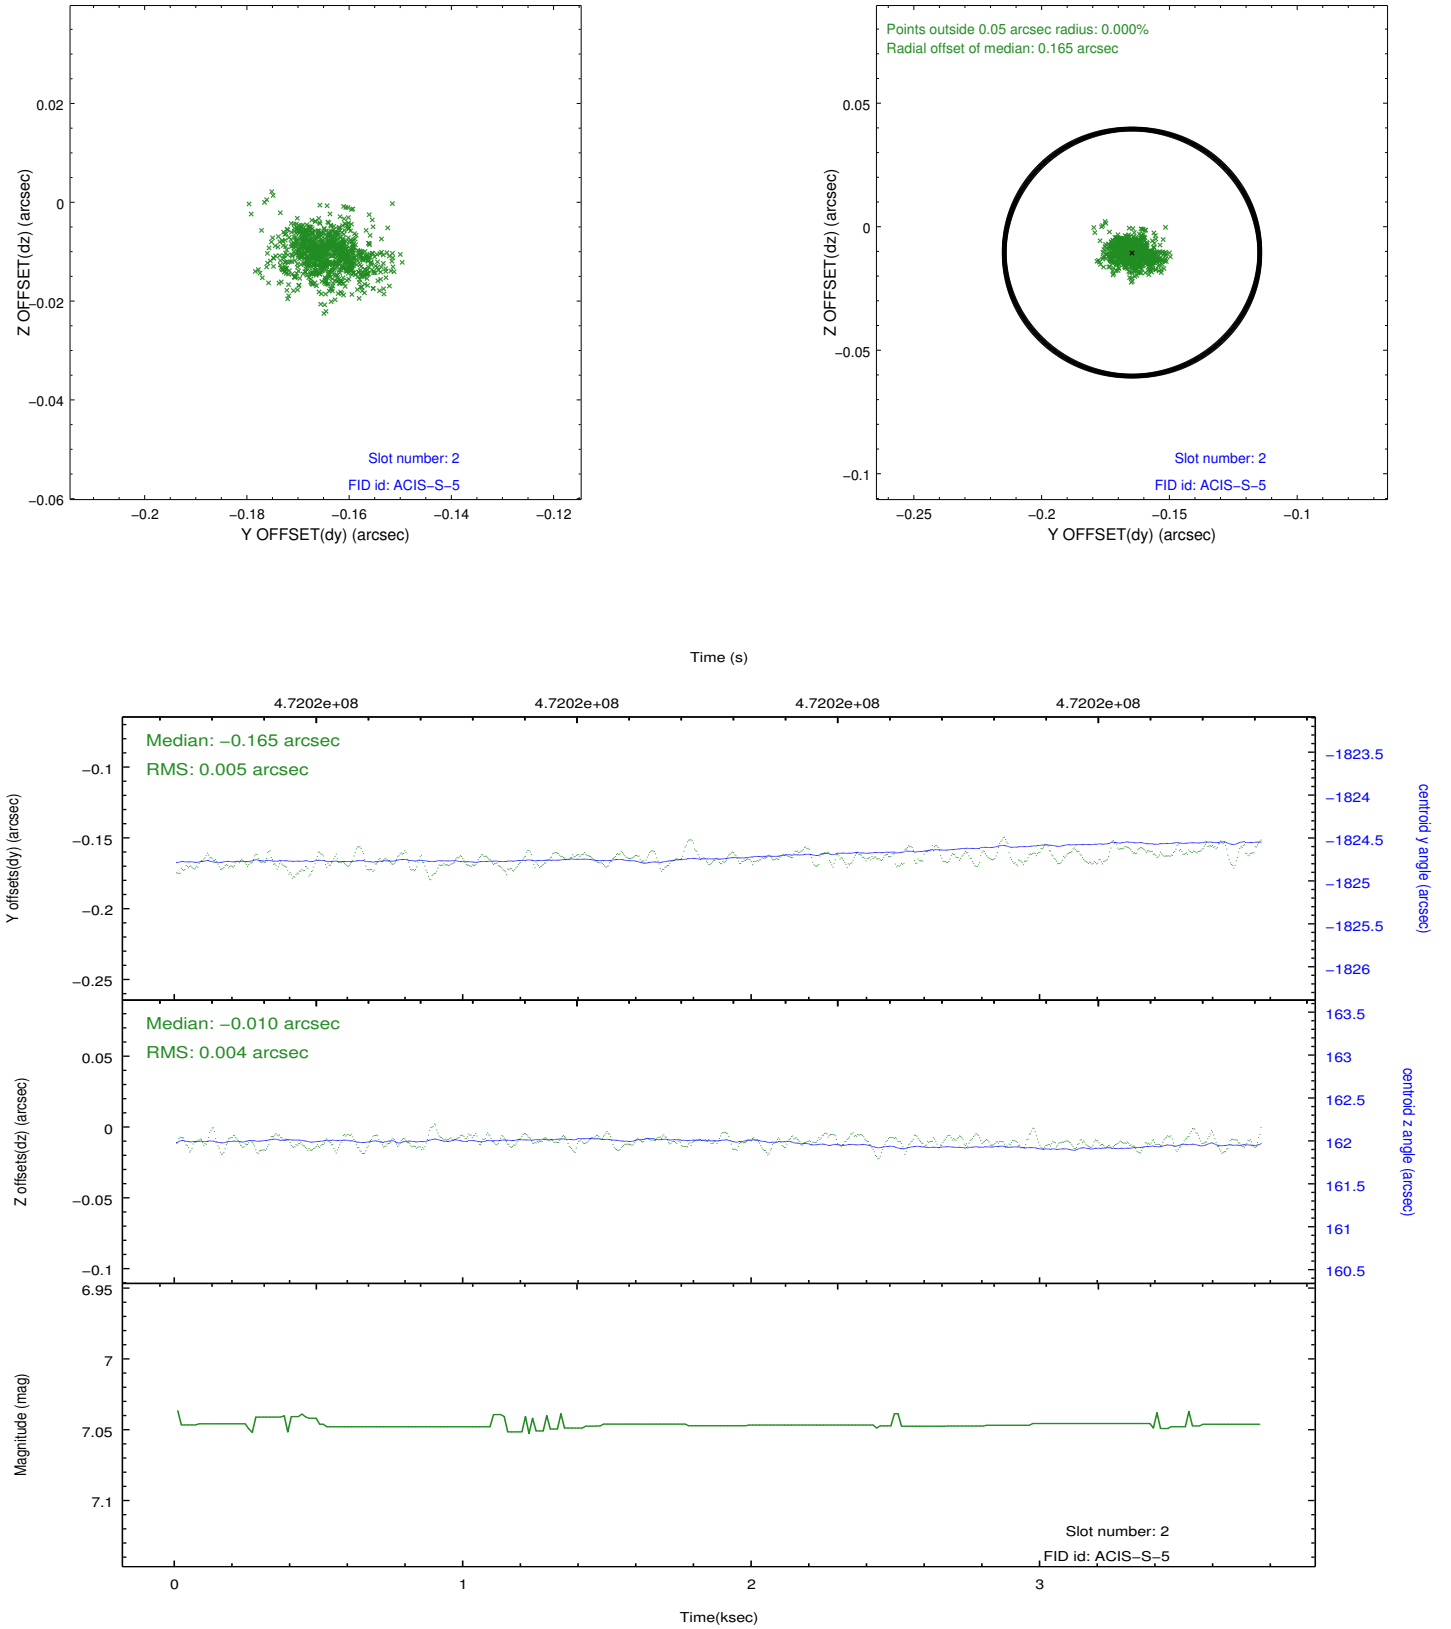 0.02
0
−0.02
−0.04
−0.06
Z OFFSET(dz) (arcsec)
Slot number: 2
FID id: ACIS−S−5
−0.2
−0.18
−0.16
−0.14
−0.12
Y OFFSET(dy) (arcsec)
Points outside 0.05 arcsec radius: 0.000%
Radial offset of median: 0.165 arcsec
0.05
0
−0.05
−0.1
Z OFFSET(dz) (arcsec)
Slot number: 2
FID id: ACIS−S−5
−0.25
−0.2
−0.15
−0.1
Y OFFSET(dy) (arcsec)
Time (s)
4.7202e+08
4.7202e+08
4.7202e+08
4.7202e+08
Median: −0.165 arcsec
RMS: 0.005 arcsec
−0.1
−0.15
−0.2
−0.25
Y offsets(dy) (arcsec)
−1823.5
−1824
−1824.5
−1825
−1825.5
−1826
centroid y angle (arcsec)
Median: −0.010 arcsec
RMS: 0.004 arcsec
0.05
0
−0.05
−0.1
Z offsets(dz) (arcsec)
163.5
163
162.5
162
161.5
161
160.5
centroid z angle (arcsec)
6.95
7
7.05
7.1
Magnitude (mag)
Slot number: 2
FID id: ACIS−S−5
0
1
2
3
Time(ksec)